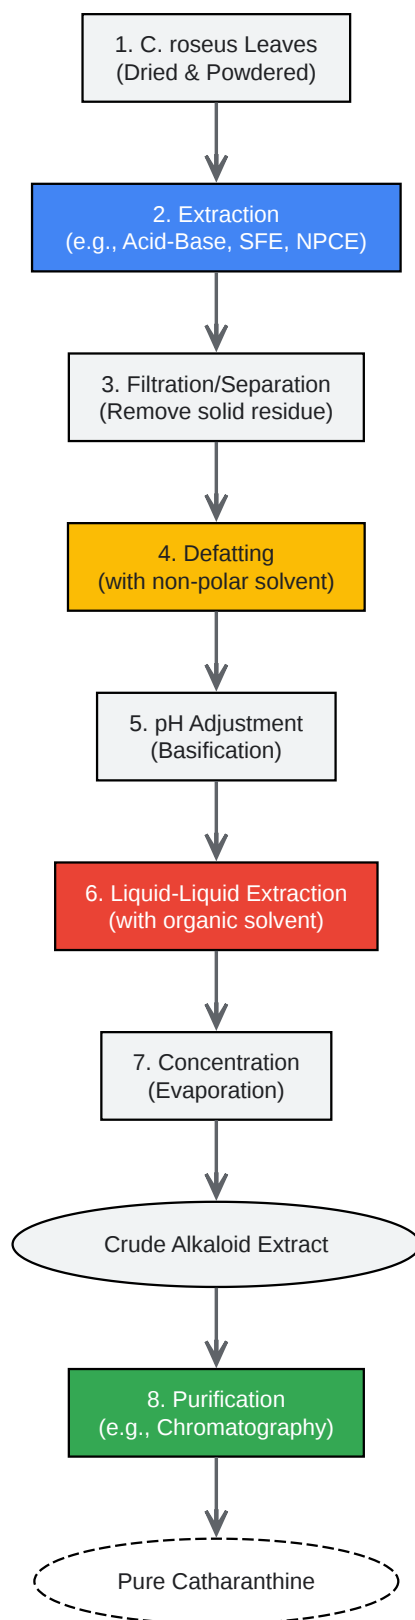 1. C. roseus Leaves
(Dried & Powdered)
2. Extraction
(e.g., Acid-Base, SFE, NPCE)
3. Filtration/Separation
(Remove solid residue)
4. Defatting
(with non-polar solvent)
5. pH Adjustment
(Basification)
6. Liquid-Liquid Extraction
(with organic solvent)
7. Concentration
(Evaporation)
Crude Alkaloid Extract
8. Purification
(e.g., Chromatography)
Pure Catharanthine